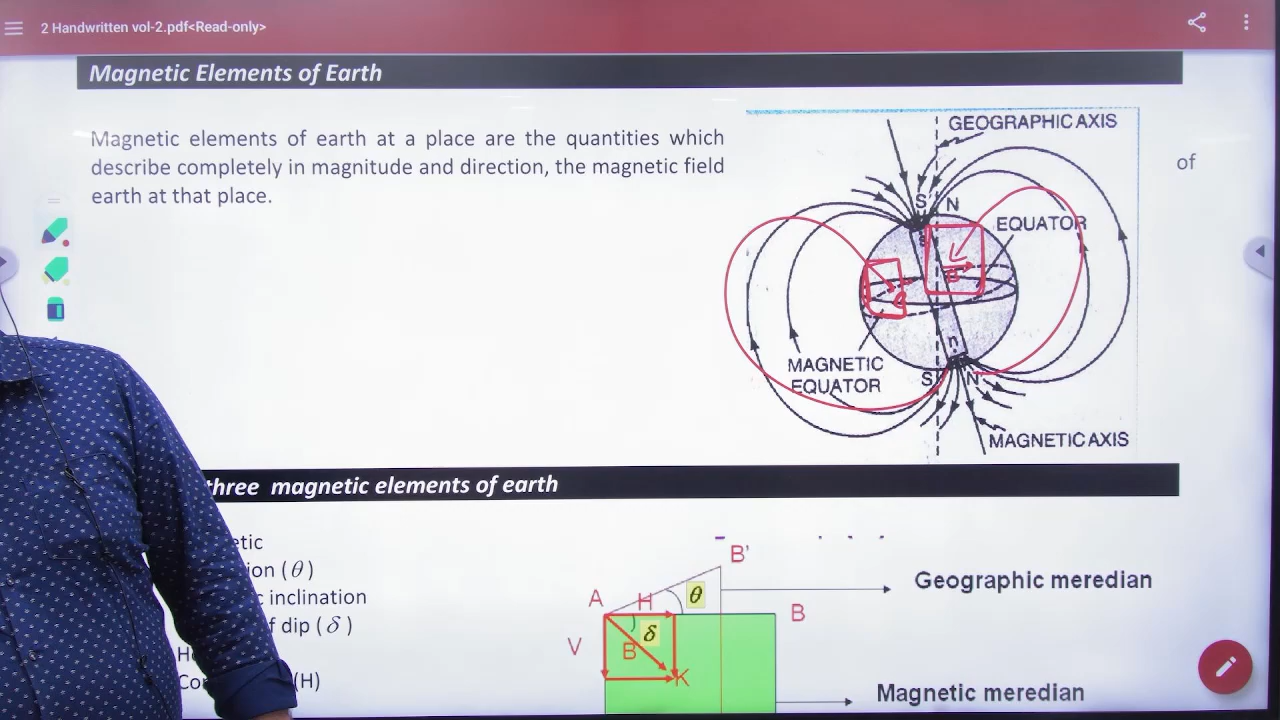 2 Handwritten vol-2.pdf<Read-only>
Magnetic Elements of Earth
Magnetic elements of earth at a place are the quantities which
describe completely in magnitude and direction, the magnetic field of
earth at that place.
GEOGRAPHIC AXIS
S N
EQUATOR
MAGNETIC
EQUATOR
n
S N
MAGNETIC AXIS
three magnetic elements of earth
etic
ion (θ)
c inclination
f dip (δ)
H
Co (H)
B'
A H θ
B
V δ
B
K
Geographic meredian
Magnetic meredian